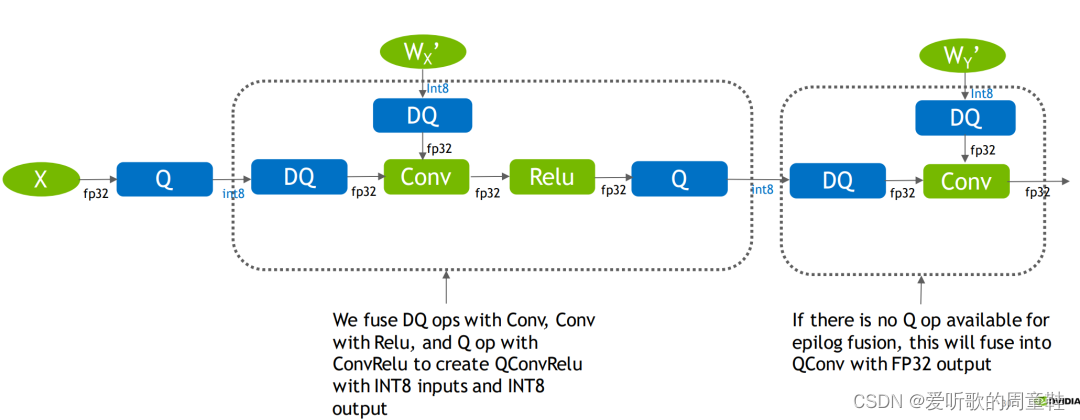 Wx'
WY'
Int8
Int8
DQ
DQ
fp32
fp32
X
fp32
Q
int8
DQ
fp32
Conv
fp32
Relu
fp32
Q
int8
DQ
fp32
Conv
fp32
We fuse DQ ops with Conv, Conv
with Relu, and Q op with
ConvRelu to create QConvRelu
with INT8 inputs and INT8
output
If there is no Q op available for
epilog fusion, this will fuse into
QConv with FP32 output
CSDN @爱听歌的周童鞋
NVIDIA